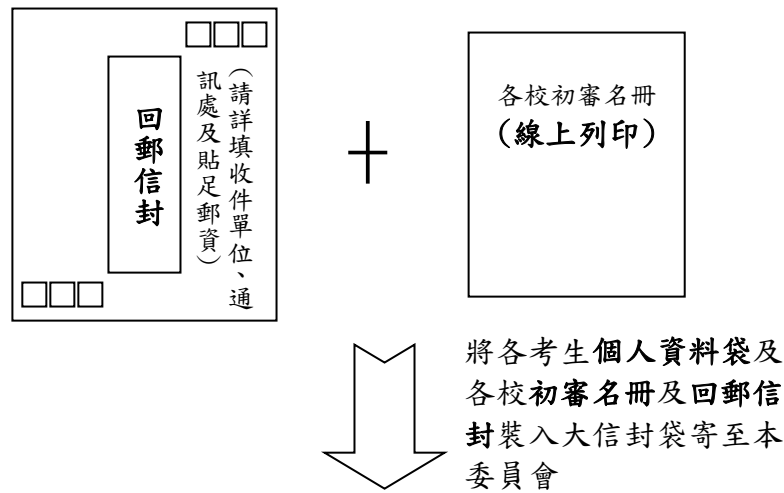 (請詳填收件單位、通
訊處及貼足郵資)
回郵信封
各校初審名冊
(線上列印)
將各考生個人資料袋及
各校初審名冊及回郵信
封裝入大信封袋寄至本
委員會